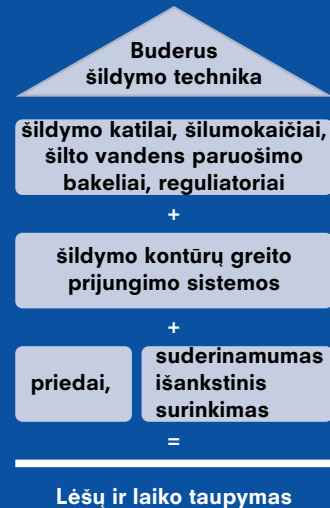 Buderus
šildymo technika
šildymo katilai, šilumokaičiai,
šilto vandens paruošimo
bakeliai, reguliatoriai
+
šildymo kontūrų greito
prijungimo sistemos
+
priedai,
suderinamumas
išankstinis
surinkimas
=
Lėšų ir laiko taupymas